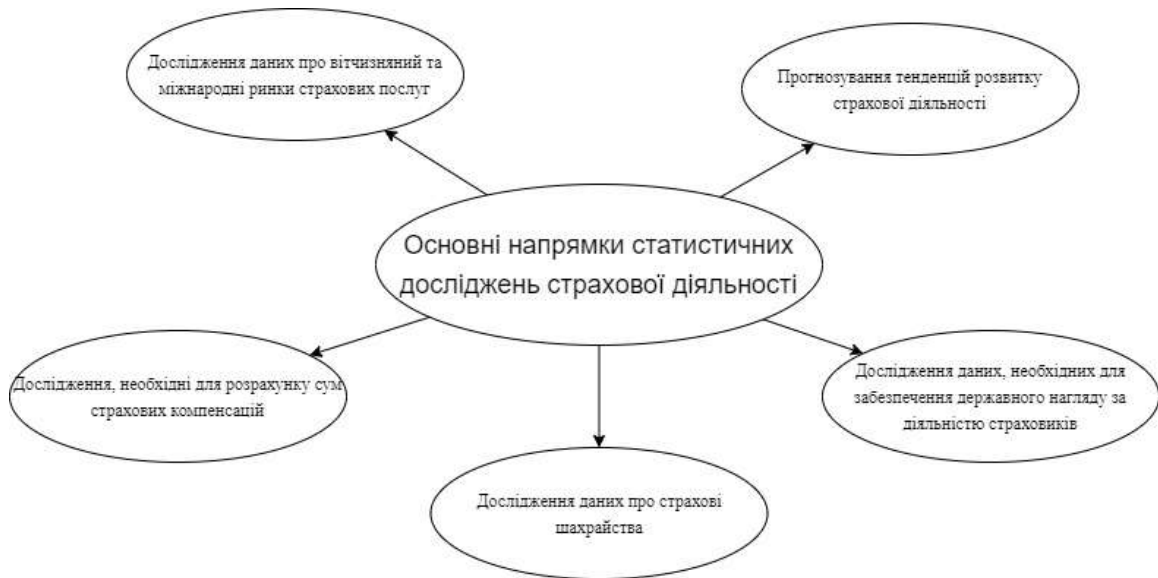 Дослідження даних про вітчизняний та
міжнародні ринки страхових послуг
Прогнозування тенденцій розвитку
страхової діяльності
Основні напрямки статистичних
досліджень страхової діяльності
Дослідження, необхідні для розрахунку сум
страхових компенсацій
Дослідження даних, необхідних для
забезпечення державного нагляду за
діяльністю страховиків
Дослідження даних про страхові
шахрайства